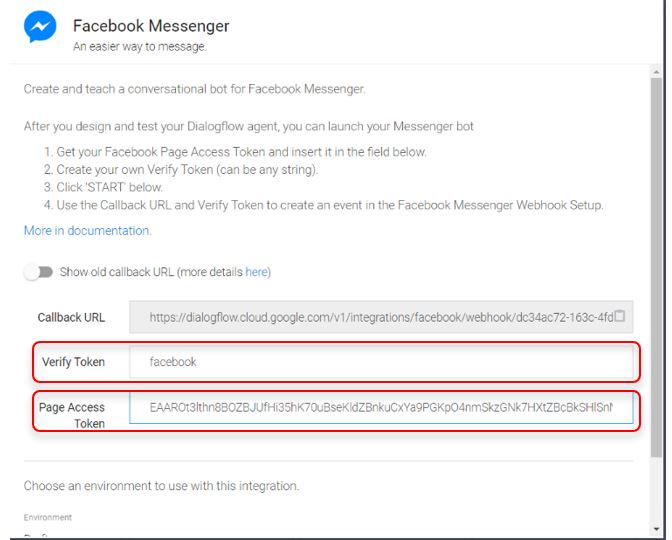 Facebook Messenger
An easier way to message.
Create and teach a conversational bot for Facebook Messenger.
After you design and test your Dialogflow agent, you can launch your Messenger bot
1. Get your Facebook Page Access Token and insert it in the field below.
2. Create your own Verify Token (can be any string).
3. Click 'START' below.
4. Use the Callback URL and Verify Token to create an event in the Facebook Messenger Webhook Setup.
More in documentation.
Show old callback URL (more details here)
Callback URL https://dialogflow.cloud.google.com/v1/integrations/facebook/webhook/dc34ac72-163c-4fd
Verify Token facebook
Page Access
Token
Choose an environment to use with this integration.
Environment